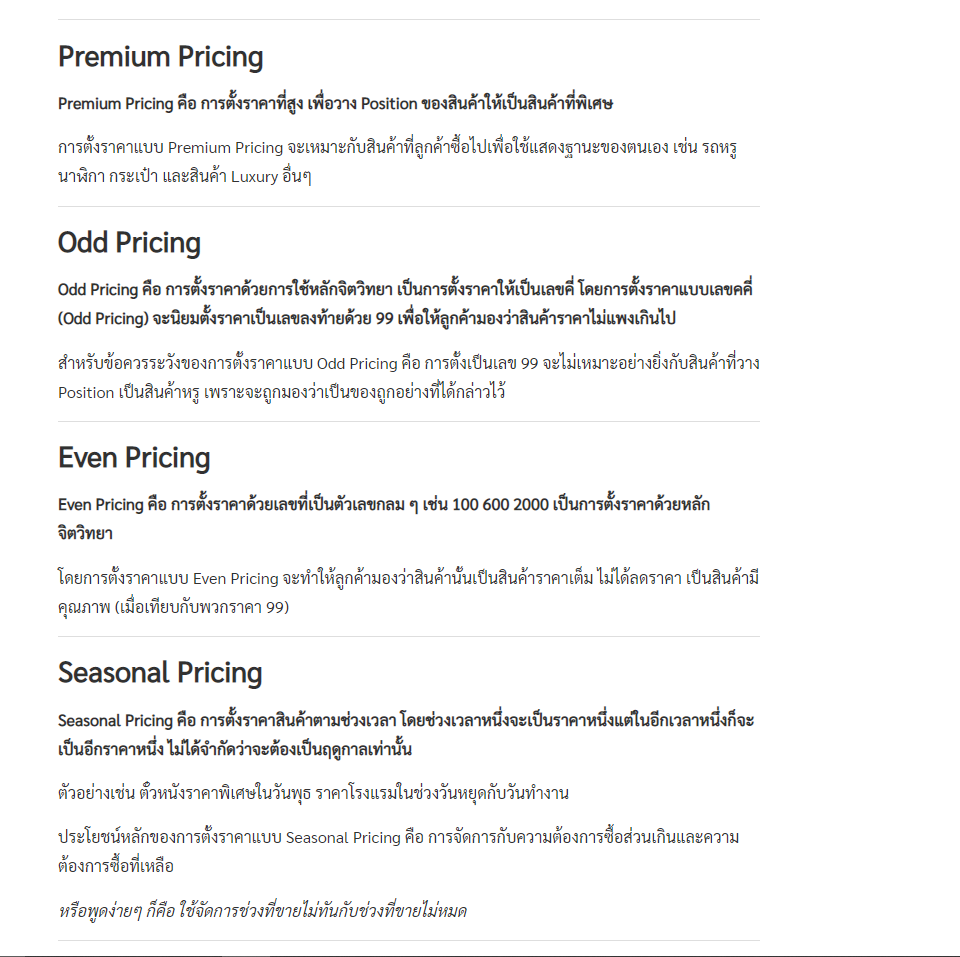 Premium Pricing
Premium Pricing คือ การตั้งราคาที่สูง เพื่อวาง Position ของสินค้าให้เป็นสินค้าที่พิเศษ
การตั้งราคาแบบ Premium Pricing จะเหมาะกับสินค้าที่ลูกค้าซื้อไปเพื่อใช้แสดงฐานะของตนเอง เช่น รถหรู
นาฬิกา กระเป๋า และสินค้า Luxury อื่นๆ
Odd Pricing
Odd Pricing คือ การตั้งราคาด้วยการใช้หลักจิตวิทยา เป็นการตั้งราคาให้เป็นเลขคี่ โดยการตั้งราคาแบบเลขคคี่
(Odd Pricing) จะนิยมตั้งราคาเป็นเลขลงท้ายด้วย 99 เพื่อให้ลูกค้ามองว่าสินค้าราคาไม่แพงเกินไป
สำหรับข้อควรระวังของการตั้งราคาแบบ Odd Pricing คือ การตั้งเป็นเลข 99 จะไม่เหมาะอย่างยิ่งกับสินค้าที่วาง
Position เป็นสินค้าหรู เพราะจะถูกมองว่าเป็นของถูกอย่างที่ได้กล่าวไว้
Even Pricing
Even Pricing คือ การตั้งราคาด้วยเลขที่เป็นตัวเลขกลม ๆ เช่น 100 600 2000 เป็นการตั้งราคาด้วยหลัก
จิตวิทยา
โดยการตั้งราคาแบบ Even Pricing จะทำให้ลูกค้ามองว่าสินค้านั้นเป็นสินค้าราคาเต็ม ไม่ได้ลดราคา เป็นสินค้ามี
คุณภาพ (เมื่อเทียบกับพวกราคา 99)
Seasonal Pricing
Seasonal Pricing คือ การตั้งราคาสินค้าตามช่วงเวลา โดยช่วงเวลาหนึ่งจะเป็นราคาหนึ่งแต่ในอีกเวลาหนึ่งก็จะ
เป็นอีกราคาหนึ่ง ไม่ได้จำกัดว่าจะต้องเป็นฤดูกาลเท่านั้น
ตัวอย่างเช่น ตั๋วหนังราคาพิเศษในวันพุธ ราคาโรงแรมในช่วงวันหยุดกับวันทำงาน
ประโยชน์หลักของการตั้งราคาแบบ Seasonal Pricing คือ การจัดการกับความต้องการซื้อส่วนเกินและความ
ต้องการซื้อที่เหลือ
หรือพูดง่ายๆ ก็คือ ใช้จัดการช่วงที่ขายไม่ทันกับช่วงที่ขายไม่หมด